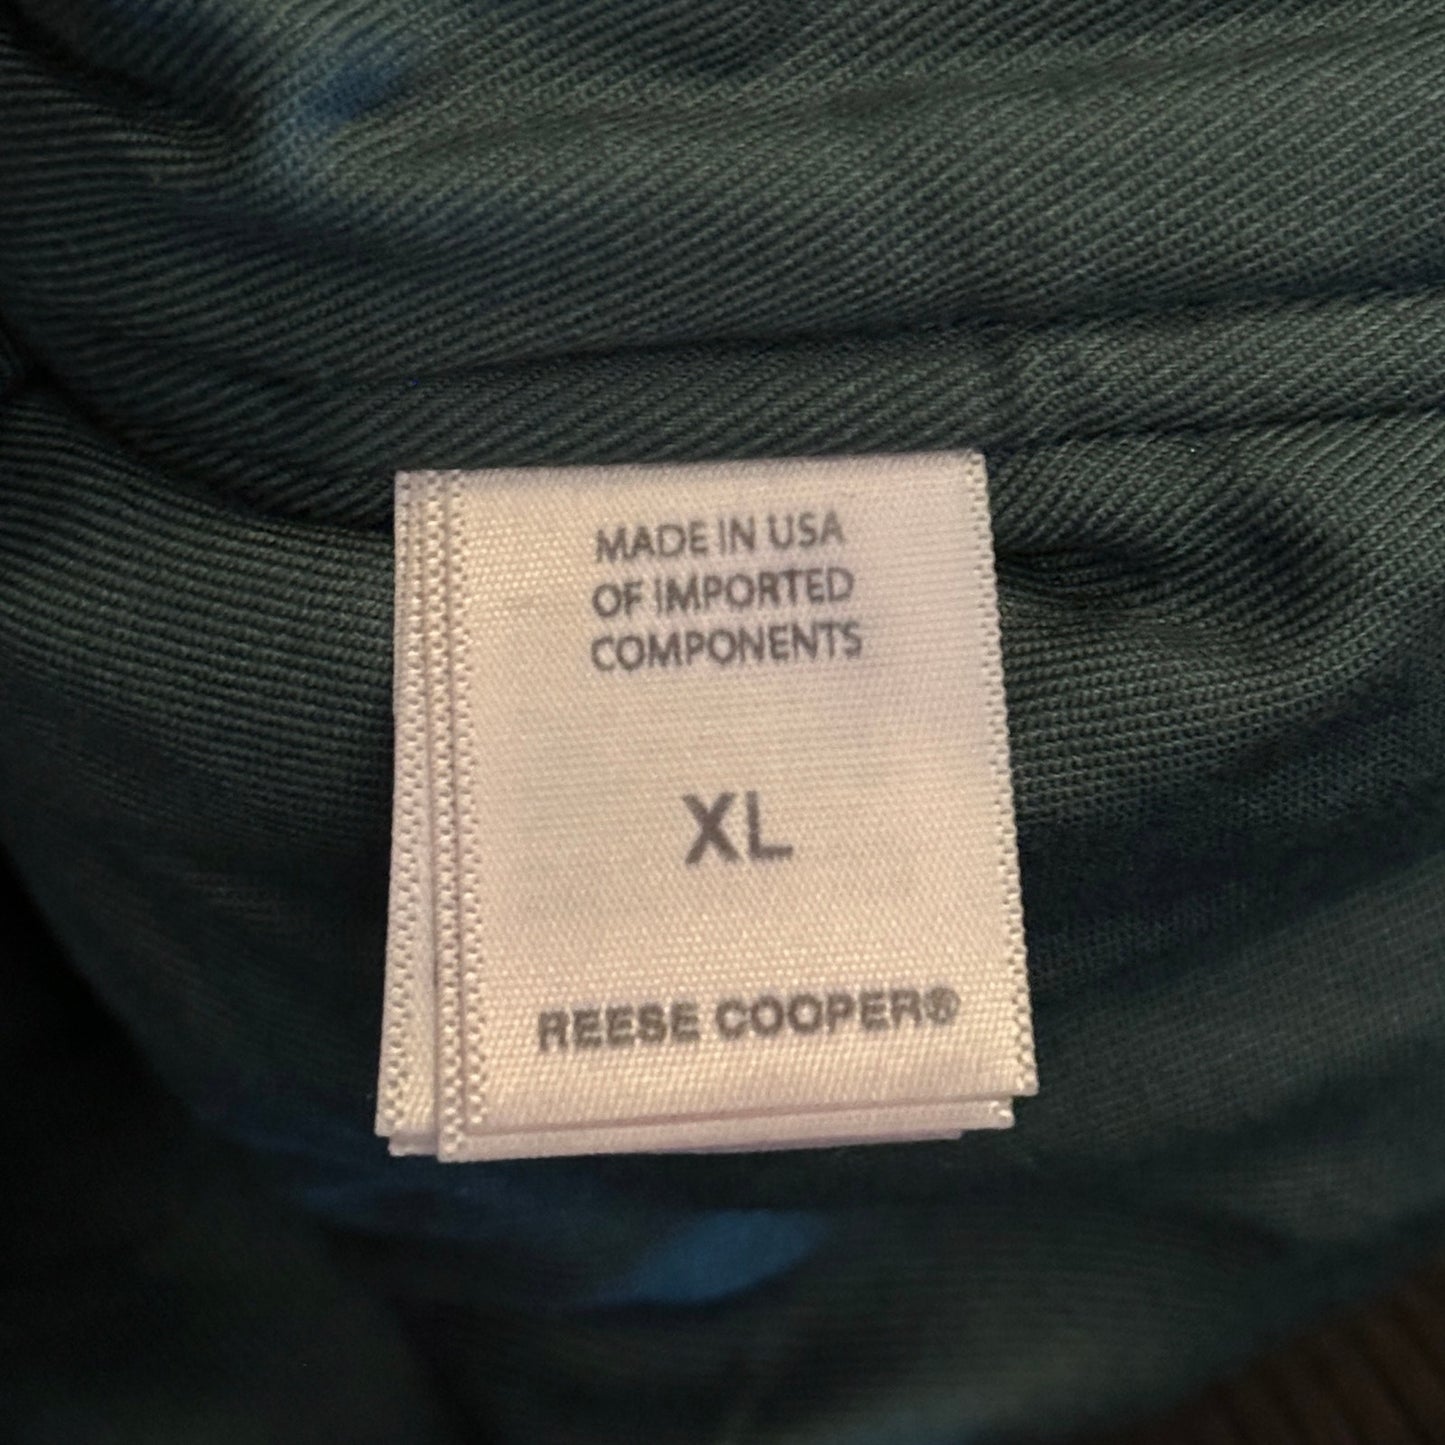 MADE IN USA
OF IMPORTED
COMPONENTS
XL
REESE COOPER®